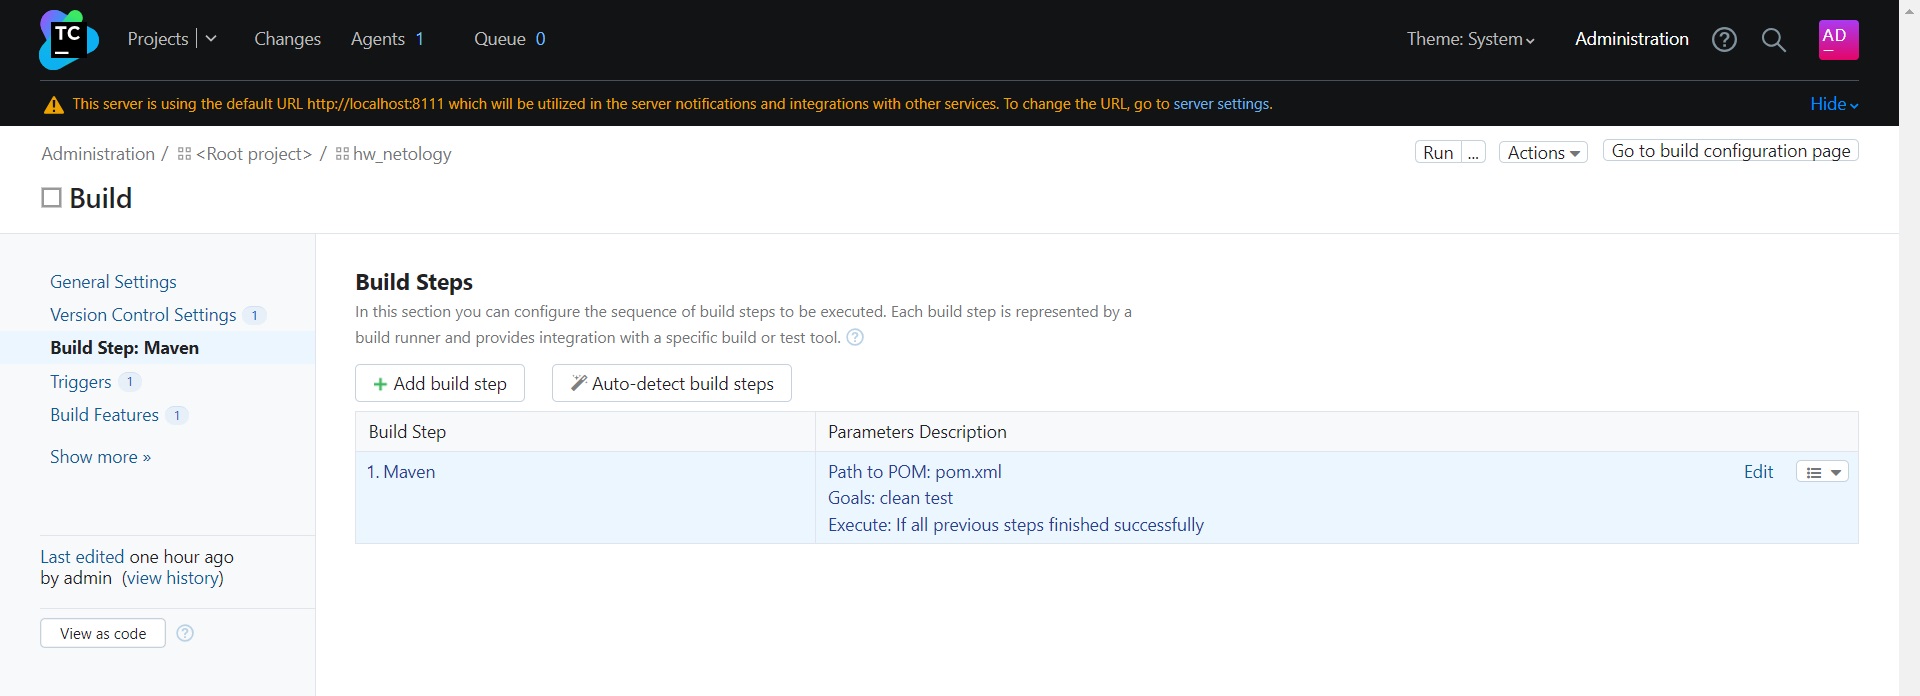 TC
Projects
Changes
Agents 1
Queue 0
Theme: System
Administration
AD
This server is using the default URL http://localhost:8111 which will be utilized in the server notifications and integrations with other services. To change the URL, go to server settings.
Hide
Administration / <Root project> / hw_netology
Run ...
Actions
Go to build configuration page
Build
General Settings
Version Control Settings 1
Build Step: Maven
Triggers 1
Build Features 1
Show more »
Last edited one hour ago
by admin (view history)
View as code ?
Build Steps
In this section you can configure the sequence of build steps to be executed. Each build step is represented by a
build runner and provides integration with a specific build or test tool. ?
+ Add build step
Auto-detect build steps
Build Step
Parameters Description
1. Maven
Path to POM: pom.xml
Goals: clean test
Execute: If all previous steps finished successfully
Edit